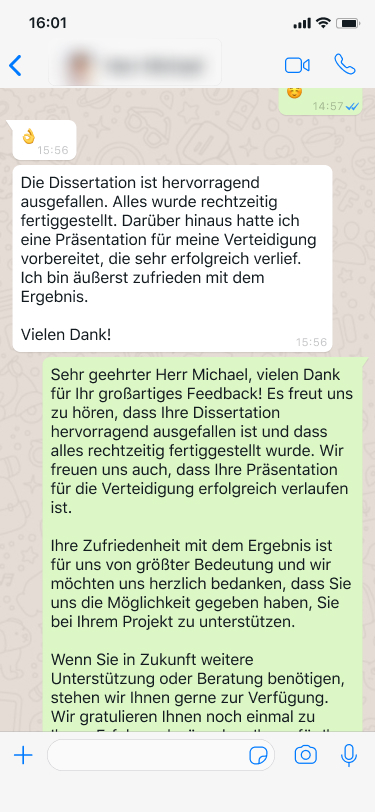 16:01
14:57
👌
15:56
Die Dissertation ist hervorragend
ausgefallen. Alles wurde rechtzeitig
fertiggestellt. Darüber hinaus hatte ich
eine Präsentation für meine Verteidigung
vorbereitet, die sehr erfolgreich verlief.
Ich bin äußerst zufrieden mit dem
Ergebnis.
Vielen Dank!
15:56
Sehr geehrter Herr Michael, vielen Dank
für Ihr großartiges Feedback! Es freut uns
zu hören, dass Ihre Dissertation
hervorragend ausgefallen ist und dass
alles rechtzeitig fertiggestellt wurde. Wir
freuen uns auch, dass Ihre Präsentation
für die Verteidigung erfolgreich verlaufen
ist.
Ihre Zufriedenheit mit dem Ergebnis ist
für uns von größter Bedeutung und wir
möchten uns herzlich bedanken, dass Sie
uns die Möglichkeit gegeben haben, Sie
bei Ihrem Projekt zu unterstützen.
Wenn Sie in Zukunft weitere
Unterstützung oder Beratung benötigen,
stehen wir Ihnen gerne zur Verfügung.
Wir gratulieren Ihnen noch einmal zu